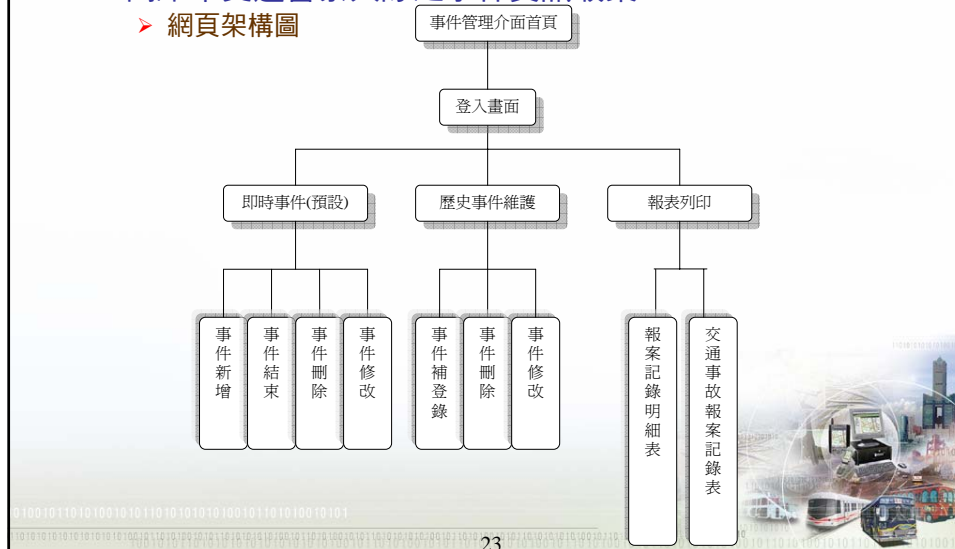 網頁架構圖
事件管理介面首頁
登入畫面
即時事件(預設)
歷史事件維護
報表列印
事件新增
事件結束
事件刪除
事件修改
事件補登錄
事件刪除
事件修改
報案記錄明細表
交通事故報案記錄表
23